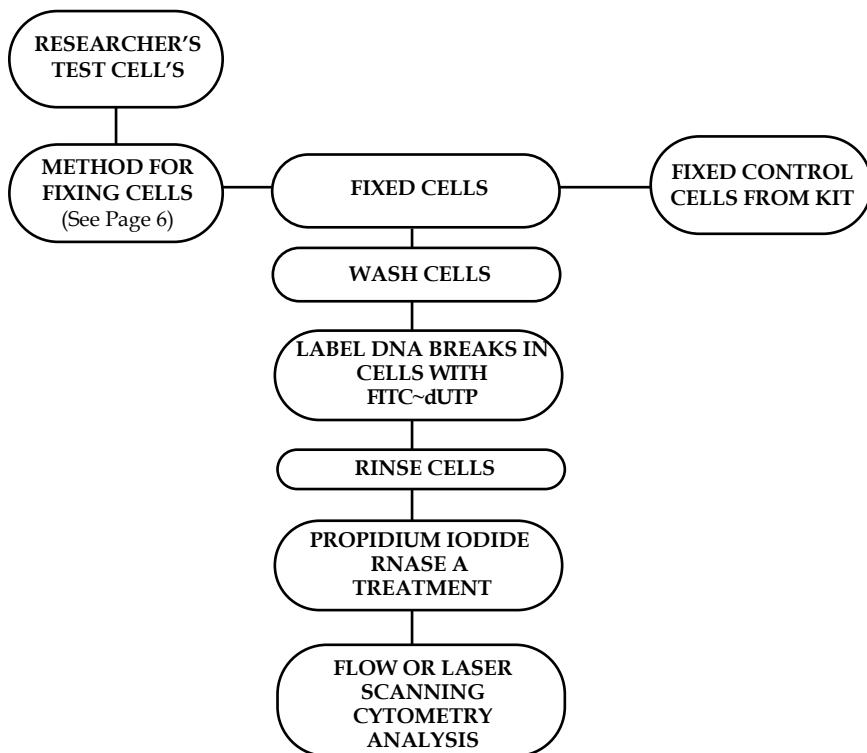 RESEARCHER’S
TEST CELL’S
METHOD FOR
FIXING CELLS
(See Page 6)
FIXED CELLS
FIXED CONTROL
CELLS FROM KIT
WASH CELLS
LABEL DNA BREAKS IN
CELLS WITH
FITC~dUTP
RINSE CELLS
PROPIDIUM IODIDE
RNASE A
TREATMENT
FLOW OR LASER
SCANNING
CYTOMETRY
ANALYSIS